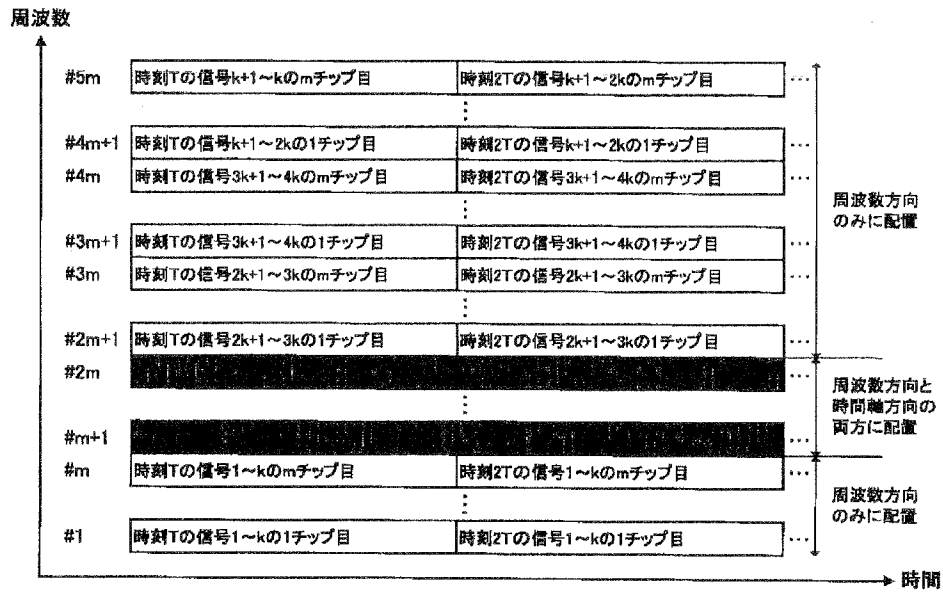 周波数
#5m 時刻Tの信号k+1～kのmチップ目 時刻2Tの信号k+1～2kのmチップ目 ･･･
#4m+1 時刻Tの信号k+1～2kの1チップ目 時刻2Tの信号k+1～2kの1チップ目 ･･･
#4m 時刻Tの信号3k+1～4kのmチップ目 時刻2Tの信号3k+1～4kのmチップ目 ･･･
周波数方向
のみに配置
#3m+1 時刻Tの信号3k+1～4kの1チップ目 時刻2Tの信号3k+1～4kの1チップ目 ･･･
#3m 時刻Tの信号2k+1～3kのmチップ目 時刻2Tの信号2k+1～3kのmチップ目 ･･･
#2m+1 時刻Tの信号2k+1～3kの1チップ目 時刻2Tの信号2k+1～3kの1チップ目 ･･･
#2m ･･･
周波数方向と
時間軸方向の
両方に配置
#m+1 ･･･
#m 時刻Tの信号1～kのmチップ目 時刻2Tの信号1～kのmチップ目 ･･･
周波数方向
のみに配置
#1 時刻Tの信号1～kの1チップ目 時刻2Tの信号1～kの1チップ目 ･･･
時間